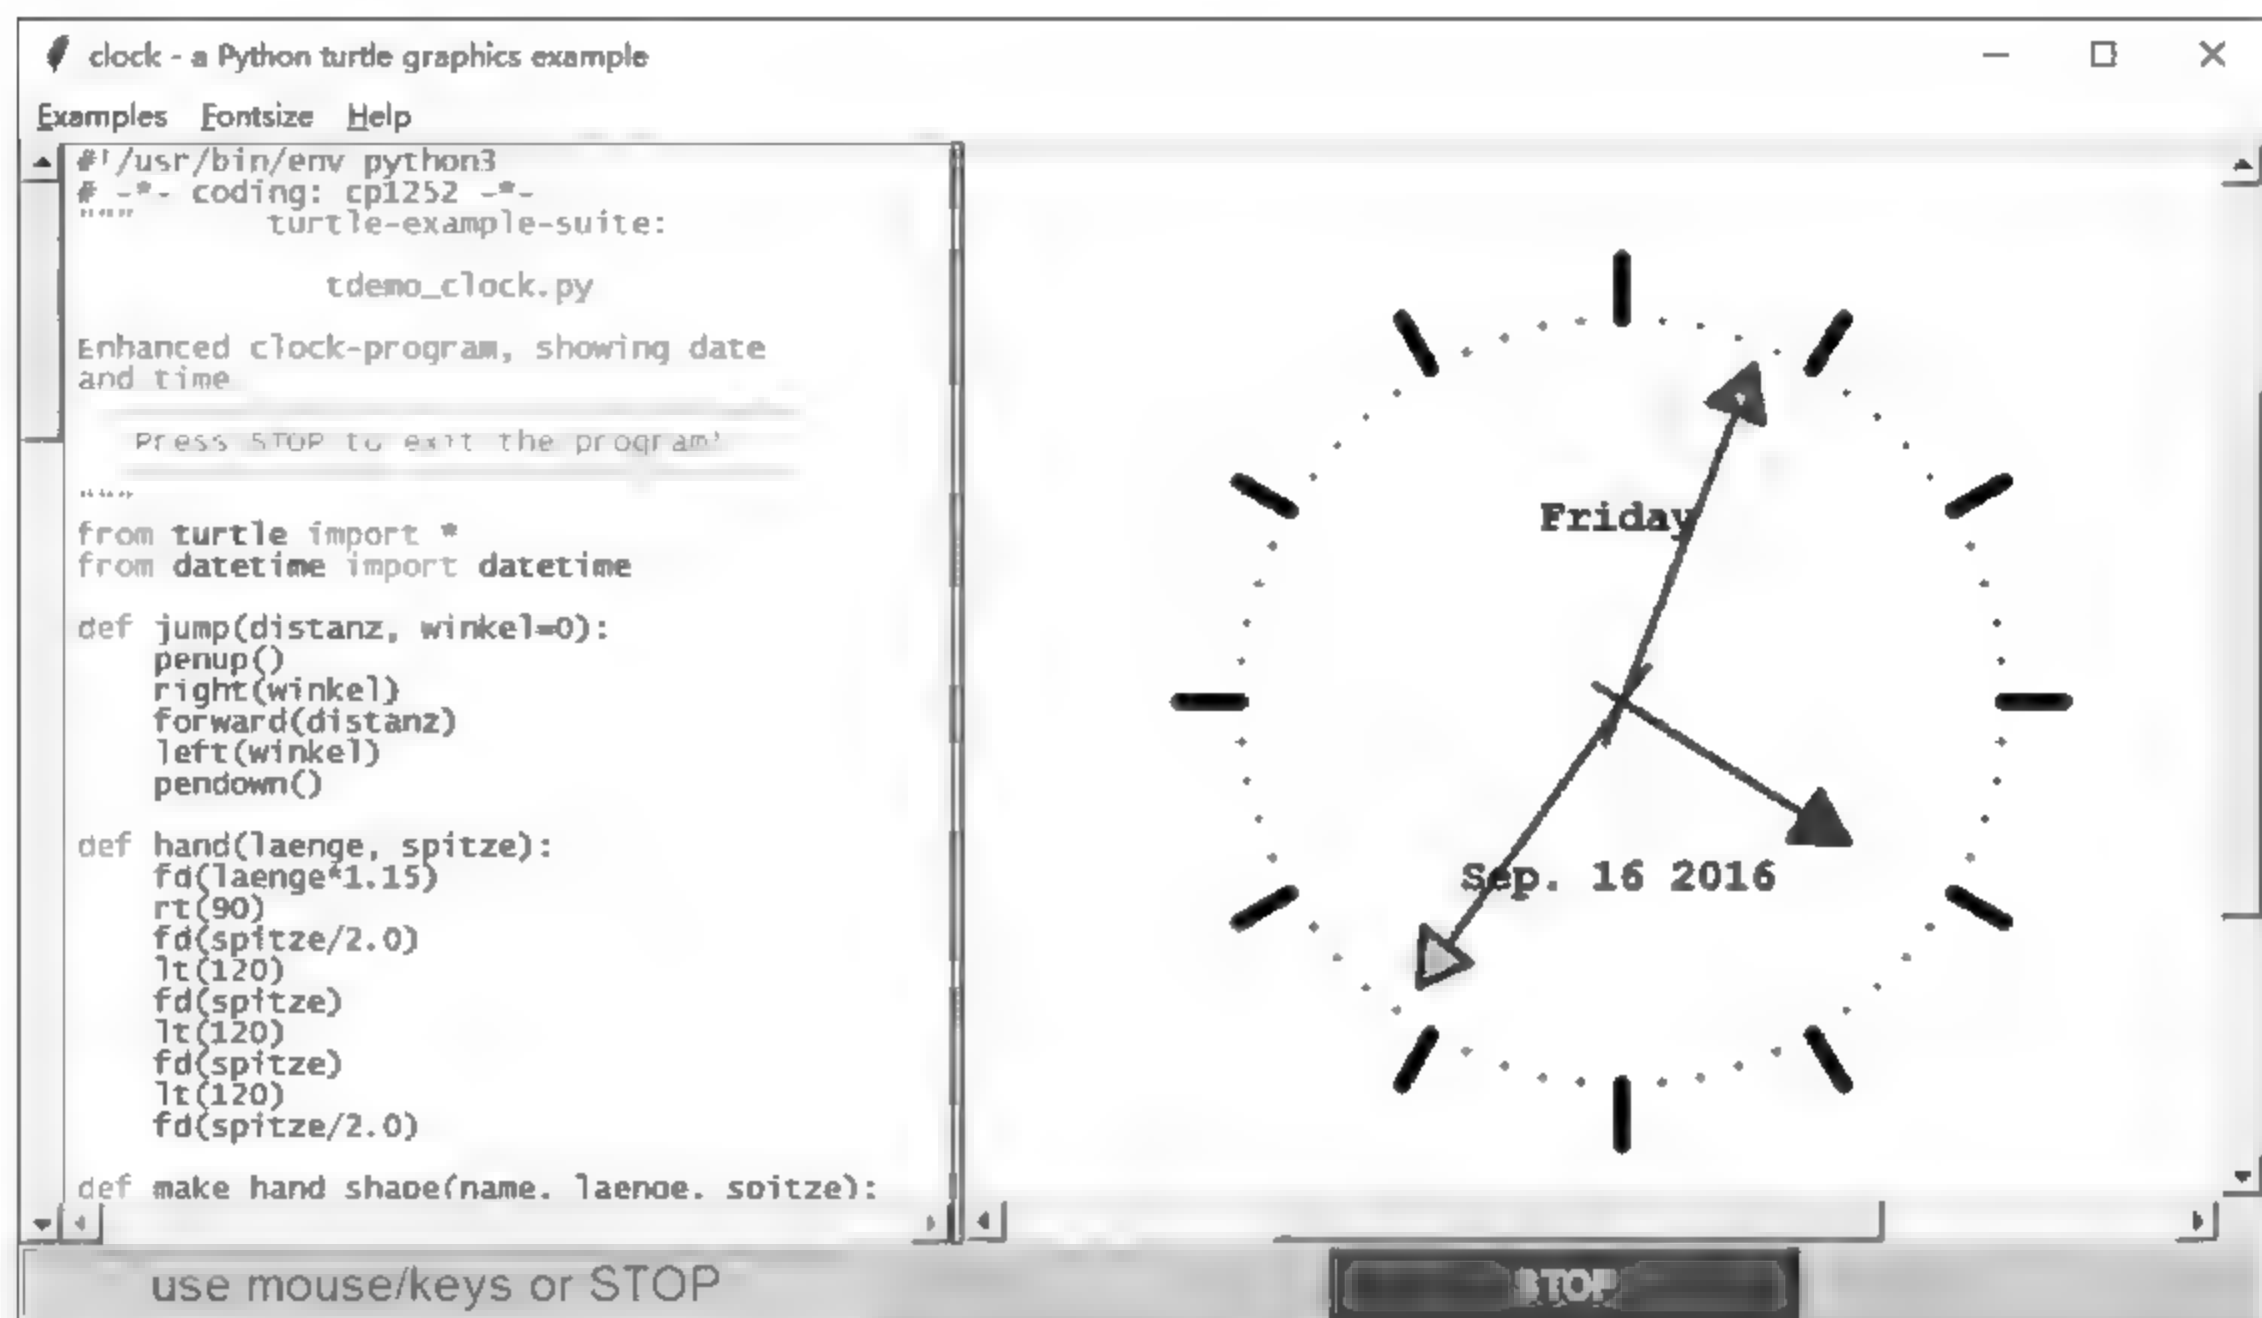 clock - a Python turtle graphics example
Examples Fontsize Help
#!/usr/bin/env python3
# -*- coding: cp1252 -*-
""" turtle-example-suite:
tdemo_clock.py
Enhanced clock-program, showing date
and time
Press STOP to exit the program!
"""
from turtle import *
from datetime import datetime
def jump(distanz, winkel=0):
penup()
right(winkel)
forward(distanz)
left(winkel)
pendown()
def hand(laenge, spitze):
fd(laenge*1.15)
rt(90)
fd(spitze/2.0)
lt(120)
fd(spitze)
lt(120)
fd(spitze)
lt(120)
fd(spitze/2.0)
def make hand shape(name, laenge, spitze):
Friday
Sep. 16 2016
use mouse/keys or STOP
STOP